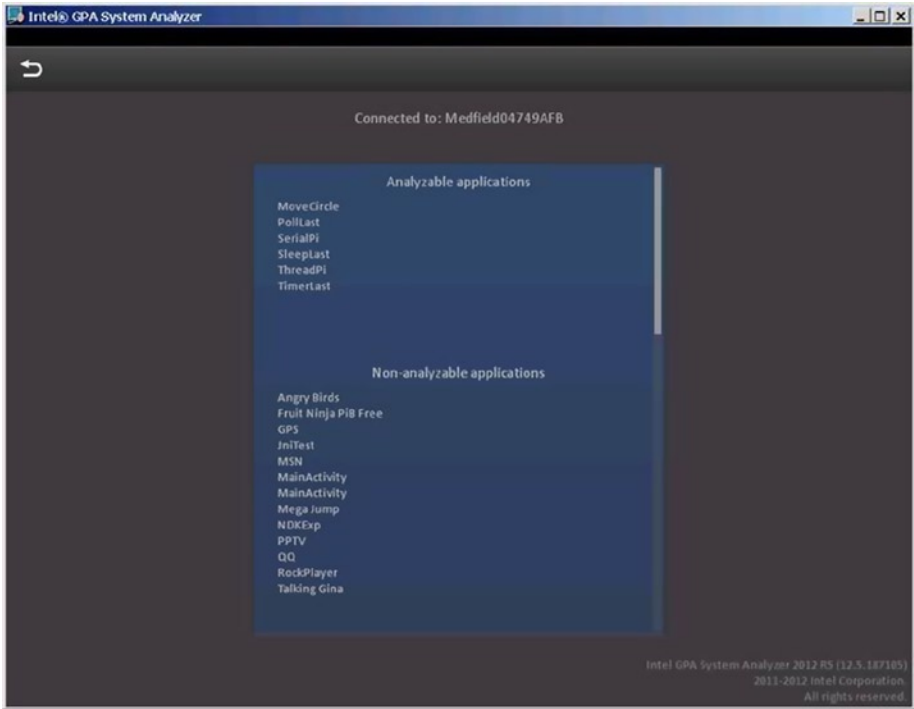 Intel® GPA System Analyzer
Connected to: Medfield04749AFB
Analyzable applications
MoveCircle
PollLast
SerialPi
SleepLast
ThreadPi
TimerLast
Non-analyzable applications
Angry Birds
Fruit Ninja PiB Free
GPS
JniTest
MSN
MainActivity
MainActivity
Mega Jump
NDKExp
PPTV
QQ
RockPlayer
Talking Gina
Intel GPA System Analyzer 2012 R5 (12.5.187105)
2011-2012 Intel Corporation.
All rights reserved.